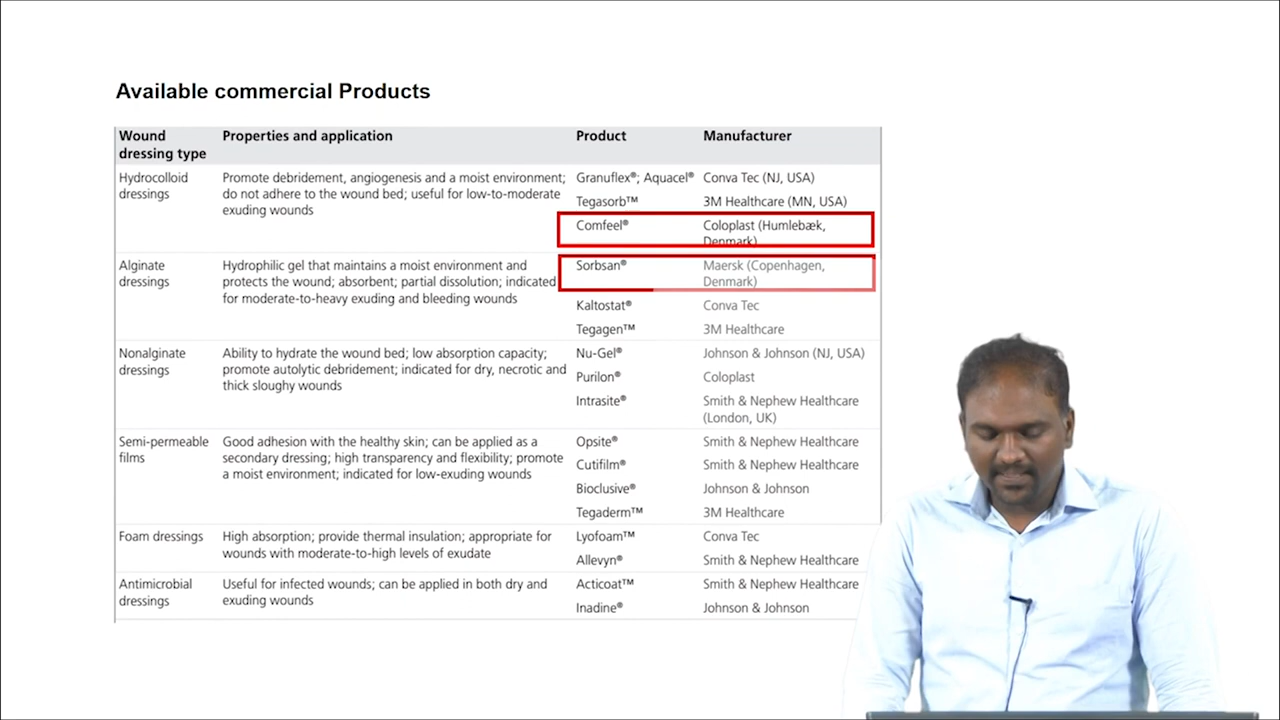 Available commercial Products
Wound dressing type Properties and application Product Manufacturer
Hydrocolloid dressings
Promote debridement, angiogenesis and a moist environment;
do not adhere to the wound bed; useful for low-to-moderate
exuding wounds
Granuflex®; Aquacel® Conva Tec (NJ, USA)
Tegasorb™ 3M Healthcare (MN, USA)
Comfeel® Coloplast (Humlebæk,
Denmark)
Alginate dressings
Hydrophilic gel that maintains a moist environment and
protects the wound; absorbent; partial dissolution; indicated
for moderate-to-heavy exuding and bleeding wounds
Sorbsan® Maersk (Copenhagen,
Denmark)
Kaltostat® Conva Tec
Tegagen™ 3M Healthcare
Nonalginate dressings
Ability to hydrate the wound bed; low absorption capacity;
promote autolytic debridement; indicated for dry, necrotic and
thick sloughy wounds
Nu-Gel® Johnson & Johnson (NJ, USA)
Purilon® Coloplast
Intrasite® Smith & Nephew Healthcare
(London, UK)
Semi-permeable films
Good adhesion with the healthy skin; can be applied as a
secondary dressing; high transparency and flexibility; promote
a moist environment; indicated for low-exuding wounds
Opsite® Smith & Nephew Healthcare
Cutifilm® Smith & Nephew Healthcare
Bioclusive® Johnson & Johnson
Tegaderm™ 3M Healthcare
Foam dressings
High absorption; provide thermal insulation; appropriate for
wounds with moderate-to-high levels of exudate
Lyofoam™ Conva Tec
Allevyn® Smith & Nephew Healthcare
Antimicrobial dressings
Useful for infected wounds; can be applied in both dry and
exuding wounds
Acticoat™ Smith & Nephew Healthcare
Inadine® Johnson & Johnson